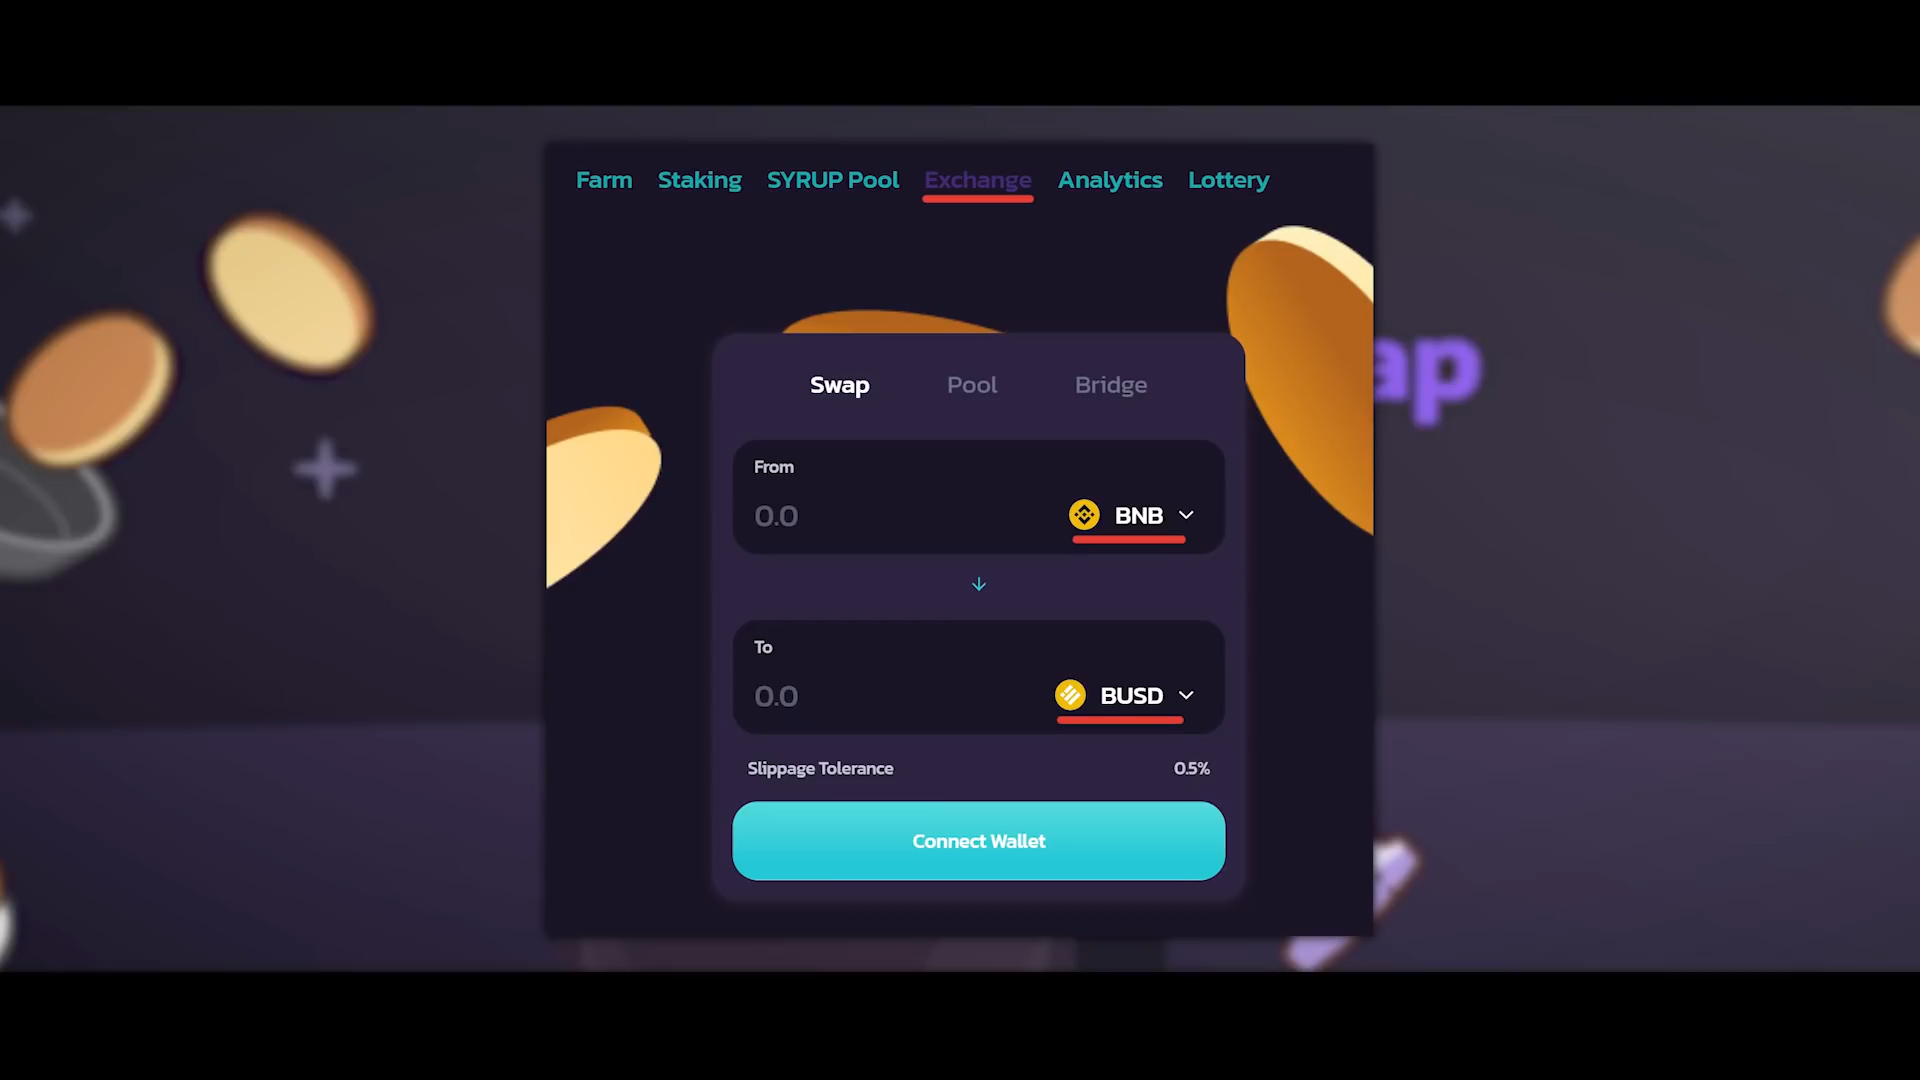 Farm Staking SYRUP Pool Exchange Analytics Lottery
ap
Swap Pool Bridge
From
0.0 BNB
To
0.0 BUSD
Slippage Tolerance 0.5%
Connect Wallet